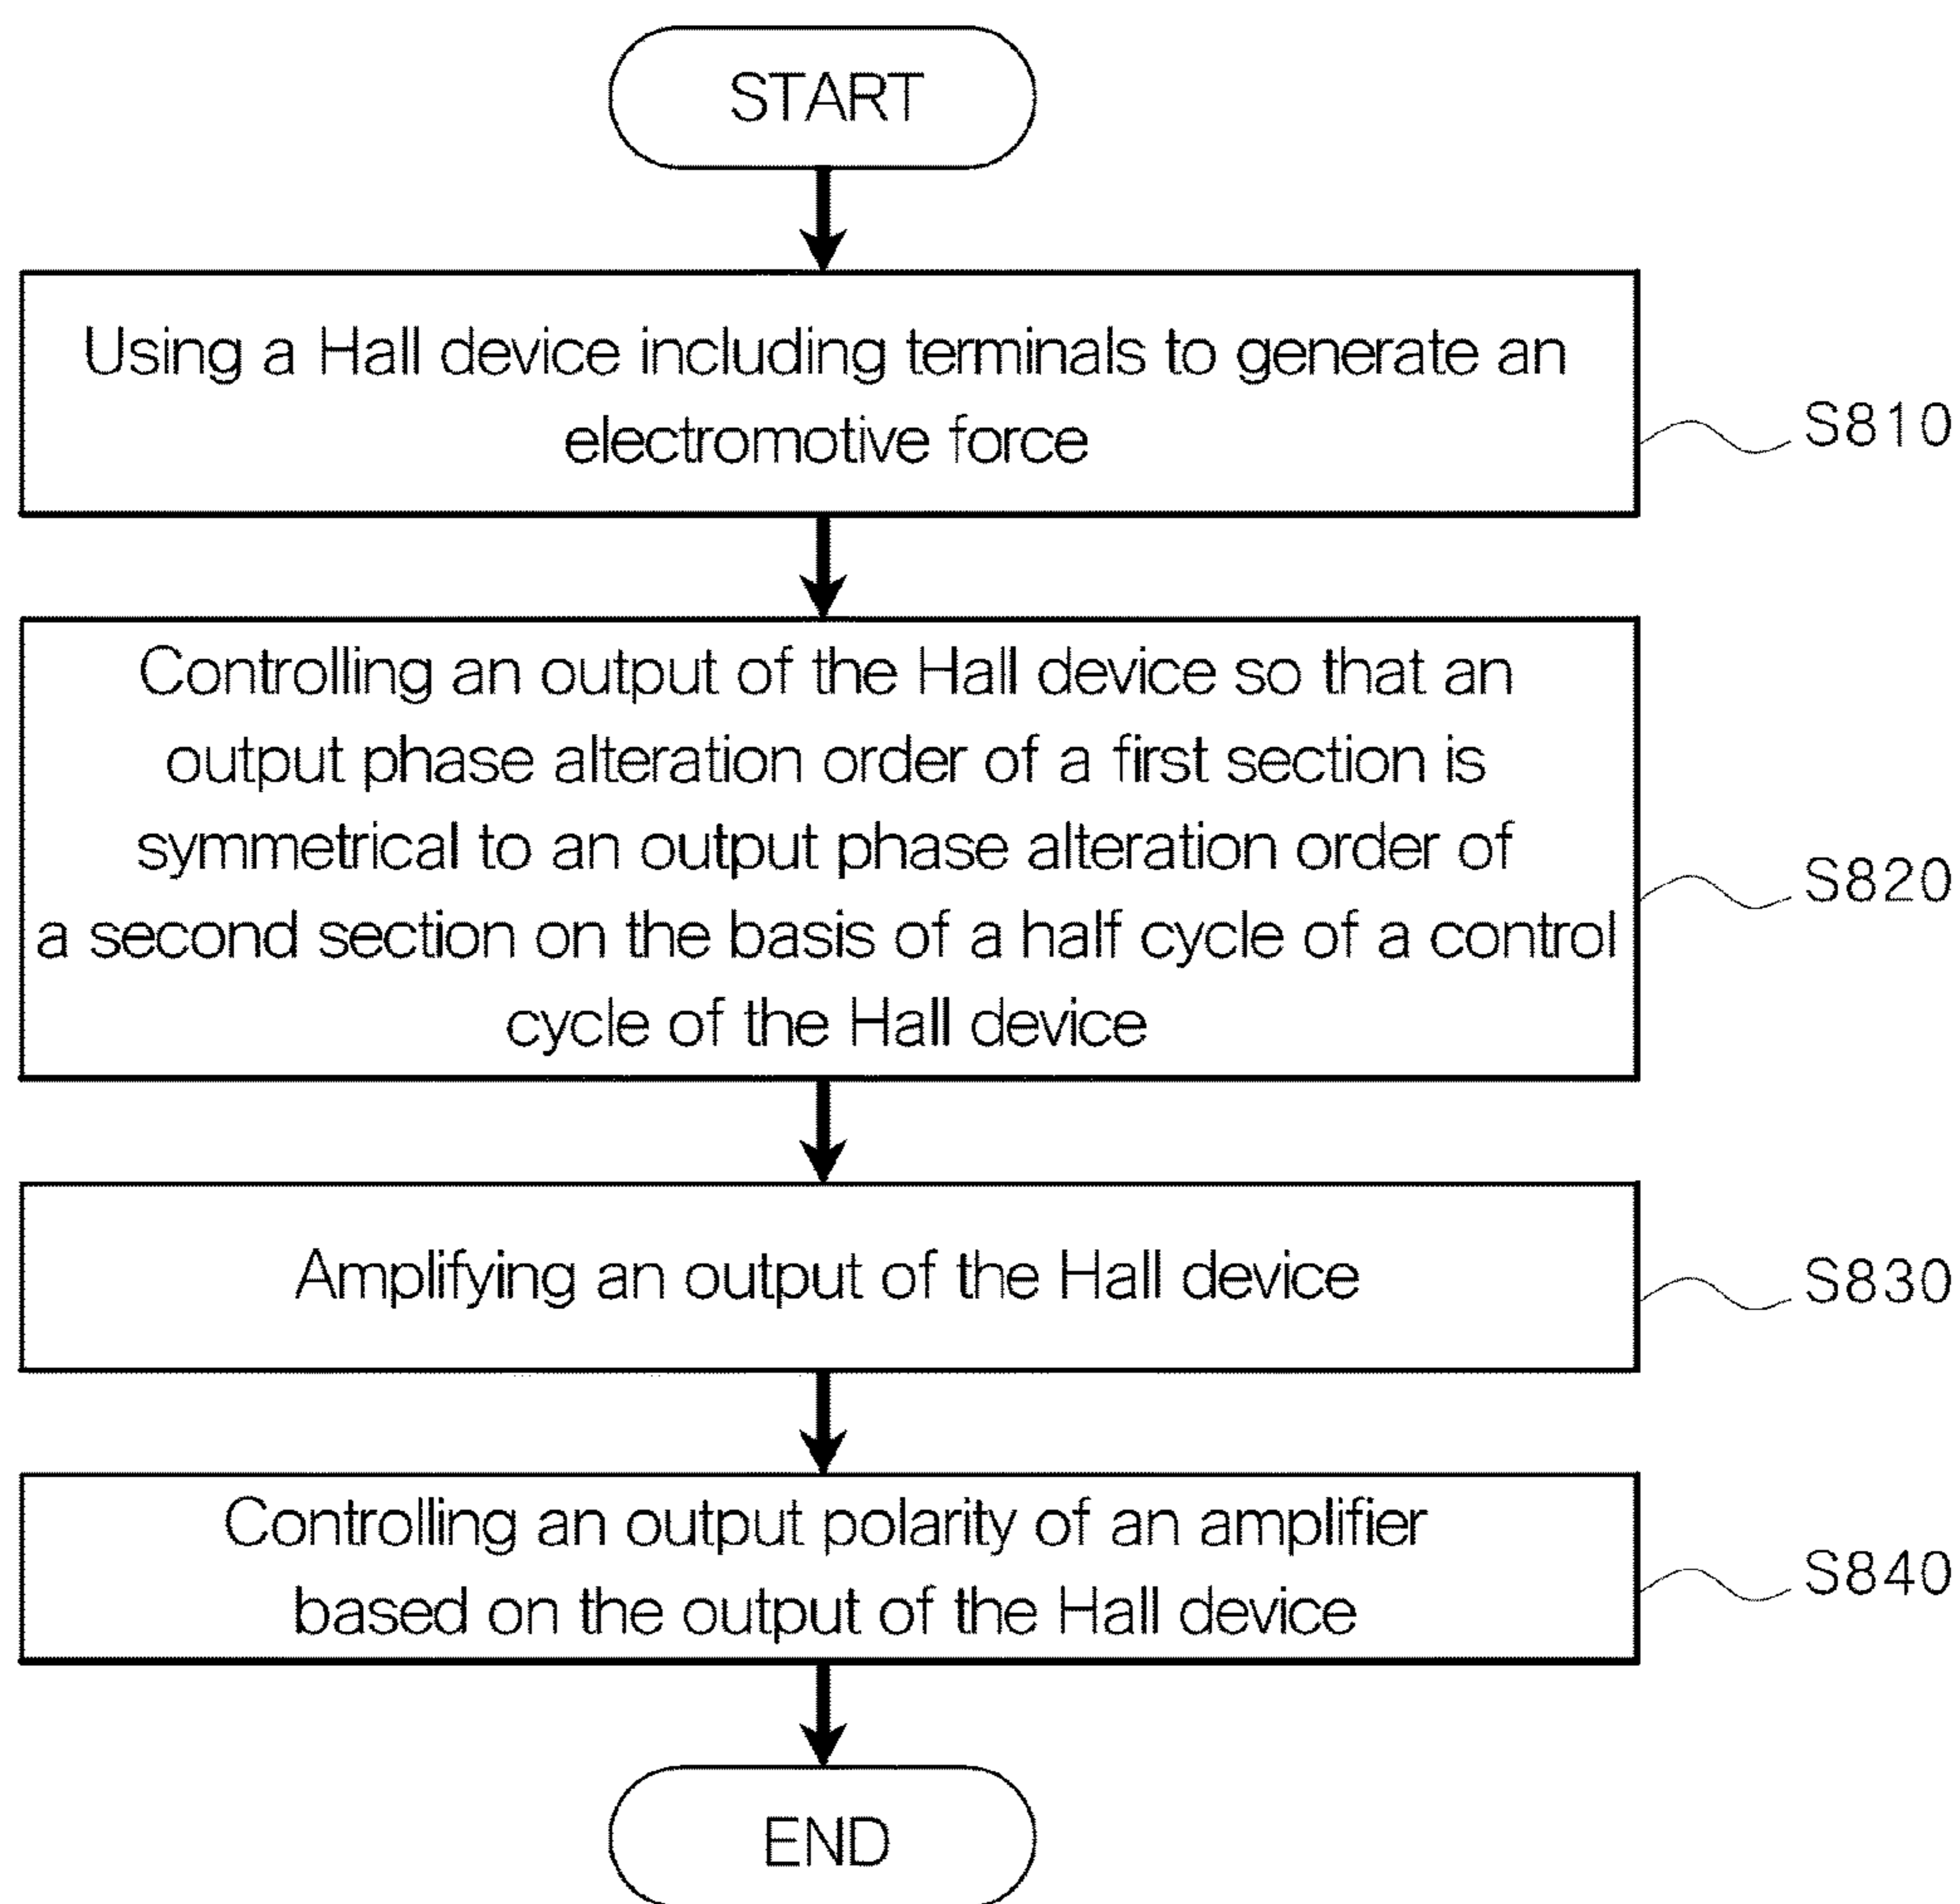 START
Using a Hall device including terminals to generate an
electromotive force
S810
Controlling an output of the Hall device so that an
output phase alteration order of a first section is
symmetrical to an output phase alteration order of
a second section on the basis of a half cycle of a control
cycle of the Hall device
S820
Amplifying an output of the Hall device
S830
Controlling an output polarity of an amplifier
based on the output of the Hall device
S840
END